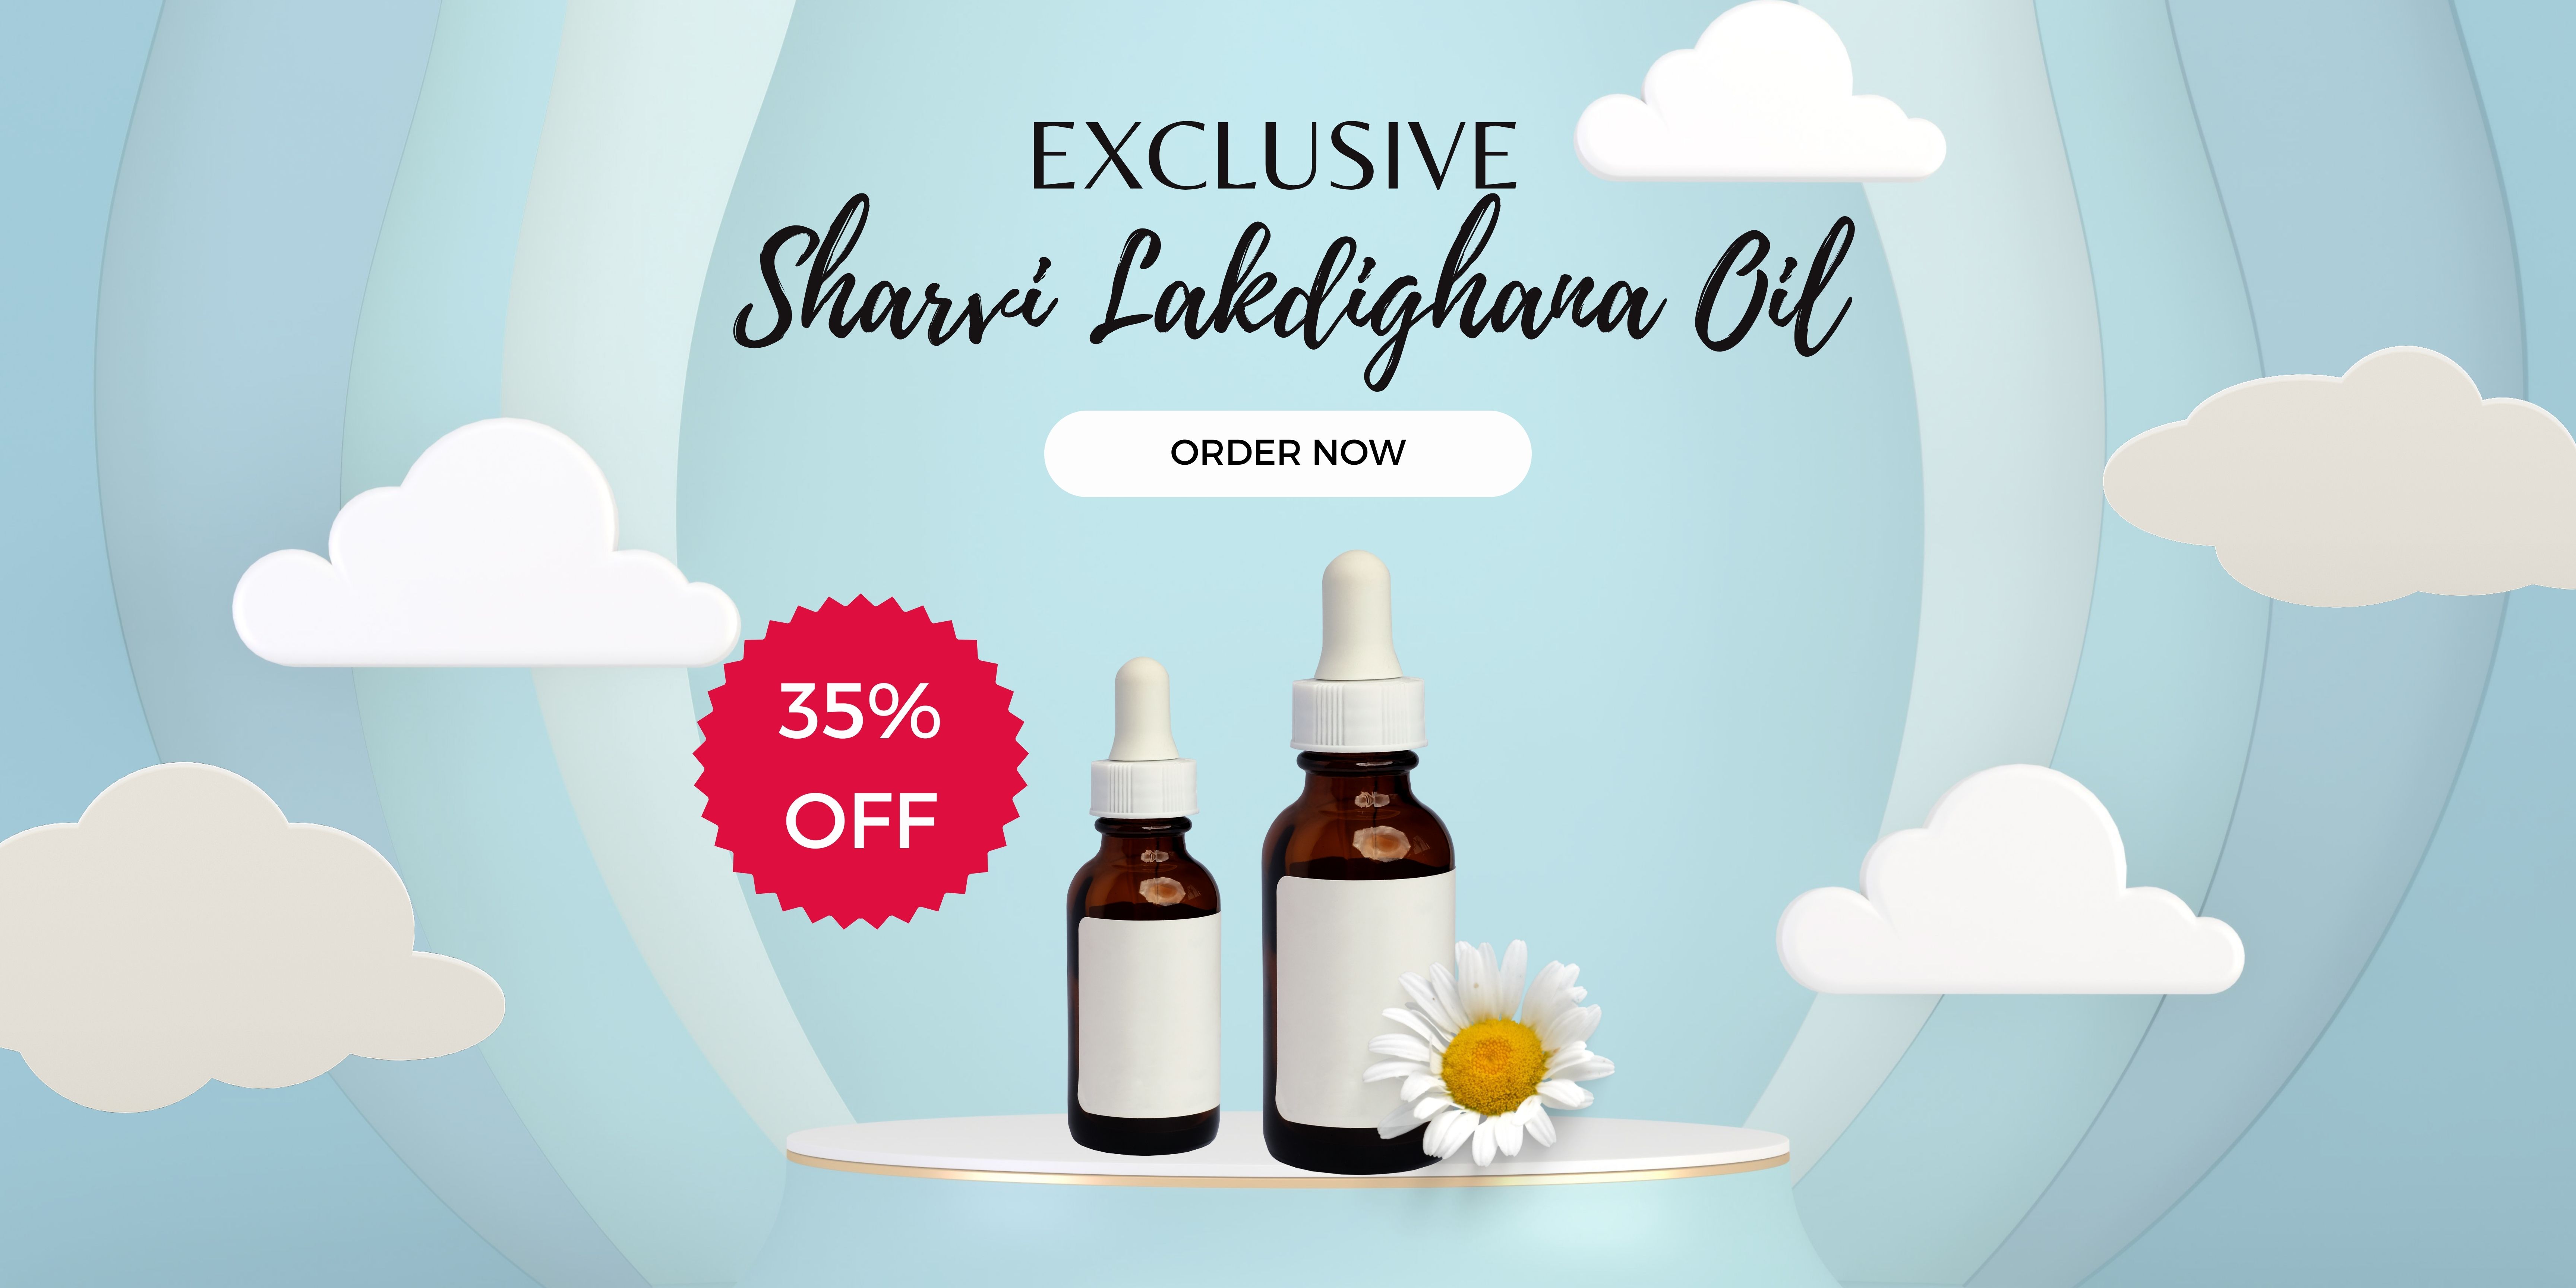 EXCLUSIVE
Sharvi Lakdighana Oil
ORDER NOW
35%
OFF